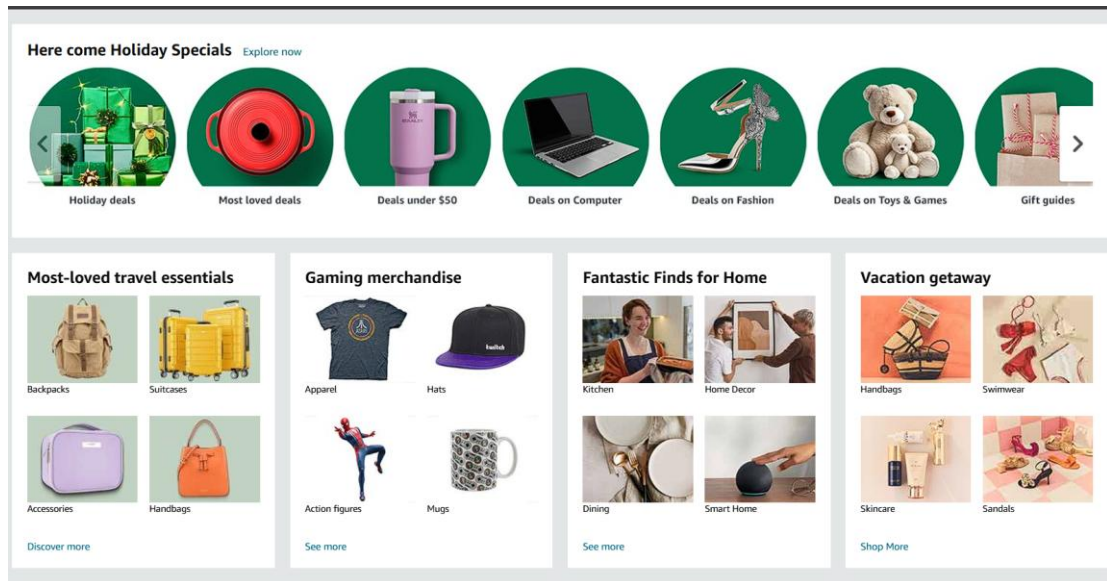 Here come Holiday Specials Explore now
STANLEY
Holiday deals
Most loved deals
Deals under $50
Deals on Computer
Deals on Fashion
Deals on Toys & Games
Gift guides
Most-loved travel essentials
Backpacks
Suitcases
Accessories
Handbags
Discover more
Gaming merchandise
ATARI
twitch
Apparel
Hats
Action figures
Mugs
See more
Fantastic Finds for Home
Kitchen
Home Decor
Dining
Smart Home
See more
Vacation getaway
Handbags
Swimwear
Skincare
Sandals
Shop More